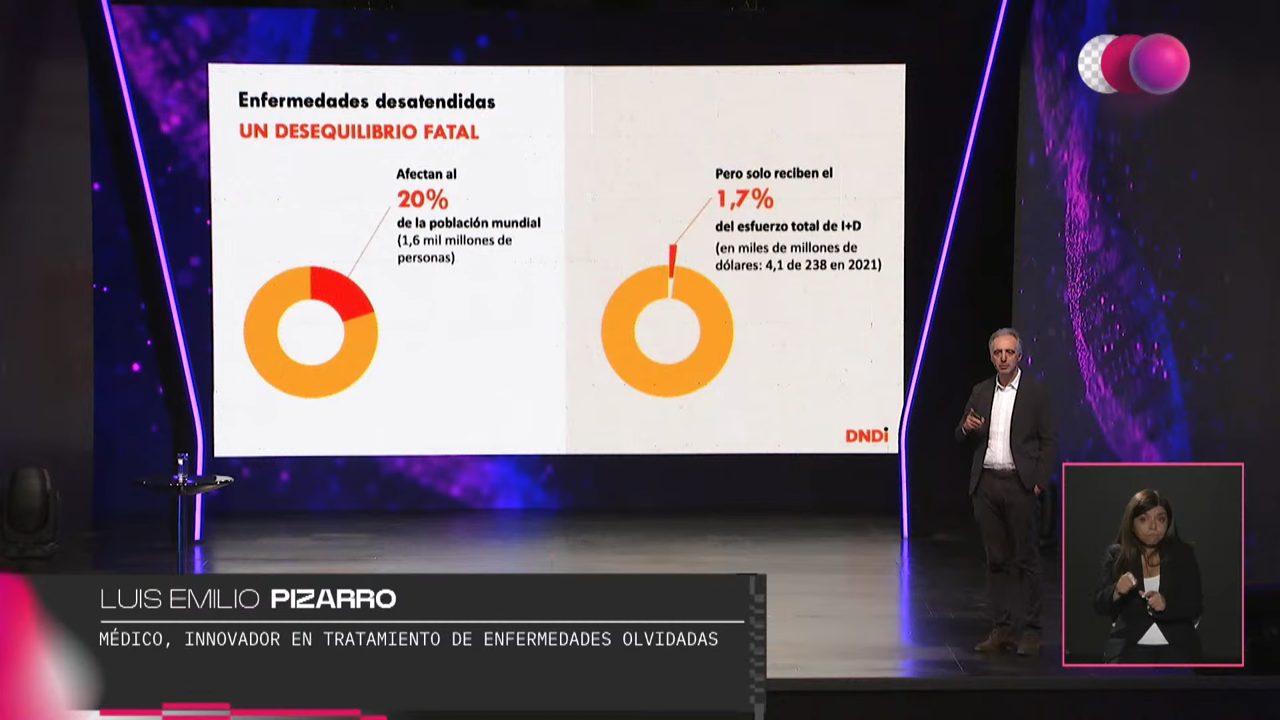 Enfermedades desatendidas
UN DESEQUILIBRIO FATAL
Afectan al
20%
de la población mundial
(1,6 mil millones de
personas)
Pero solo reciben el
1,7%
del esfuerzo total de I+D
(en miles de millones de
dólares: 4,1 de 238 en 2021)
DNDi
LUIS EMILIO PIZARRO
MÉDICO, INNOVADOR EN TRATAMIENTO DE ENFERMEDADES OLVIDADAS